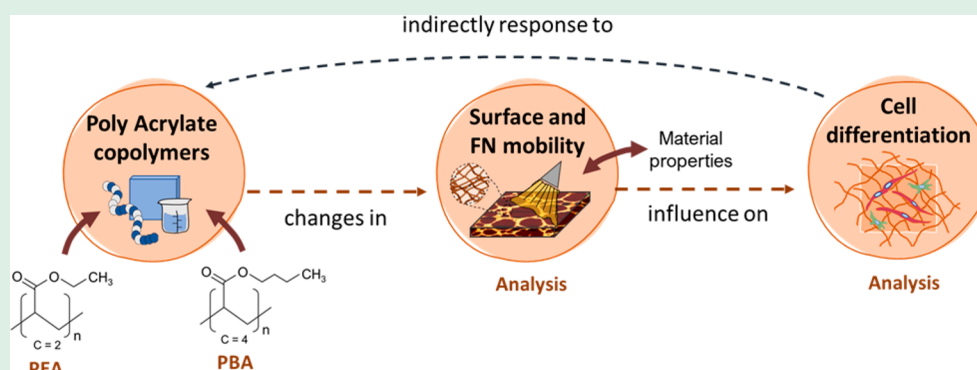 indirectly response to
Poly Acrylate
copolymers
changes in
Surface and
FN mobility
Material
properties
influence on
Cell
differentiation
Analysis
Analysis
O
O
CH3
n
C = 2
PEA
O
O
CH3
n
C = 4
PBA